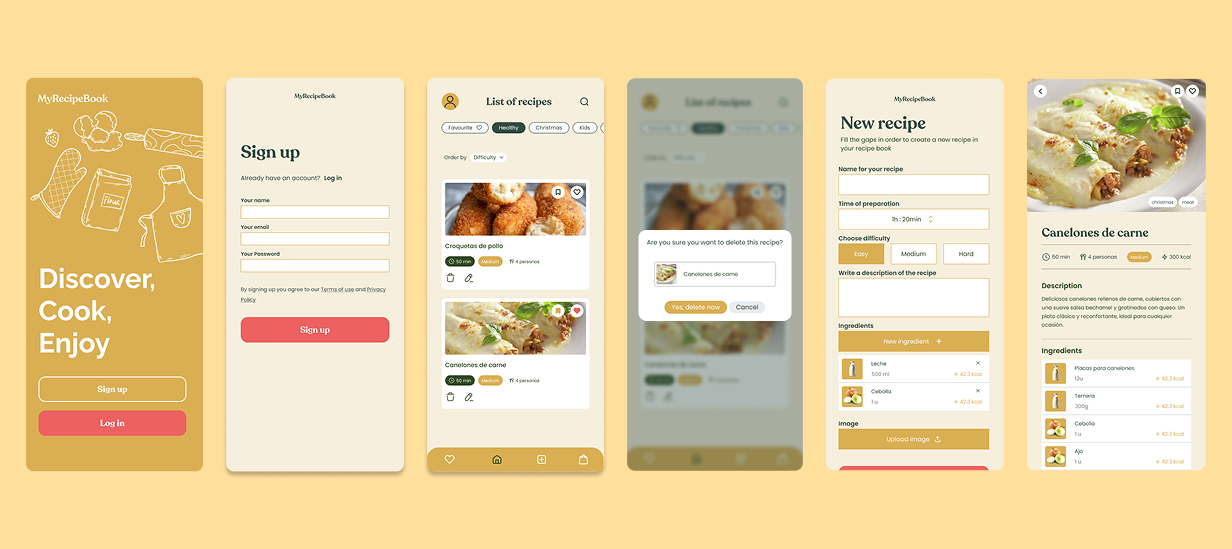 MyRecipeBook
Discover,
Cook,
Enjoy
Sign up
Log in
MyRecipeBook
Sign up
Already have an account? Log in
Your name
Your email
Your Password
By signing up you agree to our Terms of use and Privacy
Policy
Sign up
List of recipes
Favourite Healthy Christmas Kids
Order by Difficulty
Croquetas de pollo
50 min Medium 4 personas
Canelones de carne
50 min Medium 4 personas
List of recipes
Are you sure you want to delete this recipe?
Canelones de carne
Yes, delete now Cancel
MyRecipeBook
New recipe
Fill the gaps in order to create a new recipe in
your recipe book
Name for your recipe
Time of preparation
1h : 20min
Choose difficulty
Easy Medium Hard
Write a description of the recipe
Ingredients
New ingredient +
Leche
500 ml 42.3 kcal
Cebolla
1 u 42.3 kcal
Image
Upload image
christmas meat
Canelones de carne
50 min 4 personas Medium 300 kcal
Description
Deliciosos canelones rellenos de carne, cubiertos con
una suave salsa bechamel y gratinados con queso. Un
plato clásico y reconfortante, ideal para cualquier
ocasión.
Ingredients
Placas para canelones
12u 42.3 kcal
Ternera
300g 42.3 kcal
Cebolla
1 u 42.3 kcal
Ajo
1 u 42.3 kcal